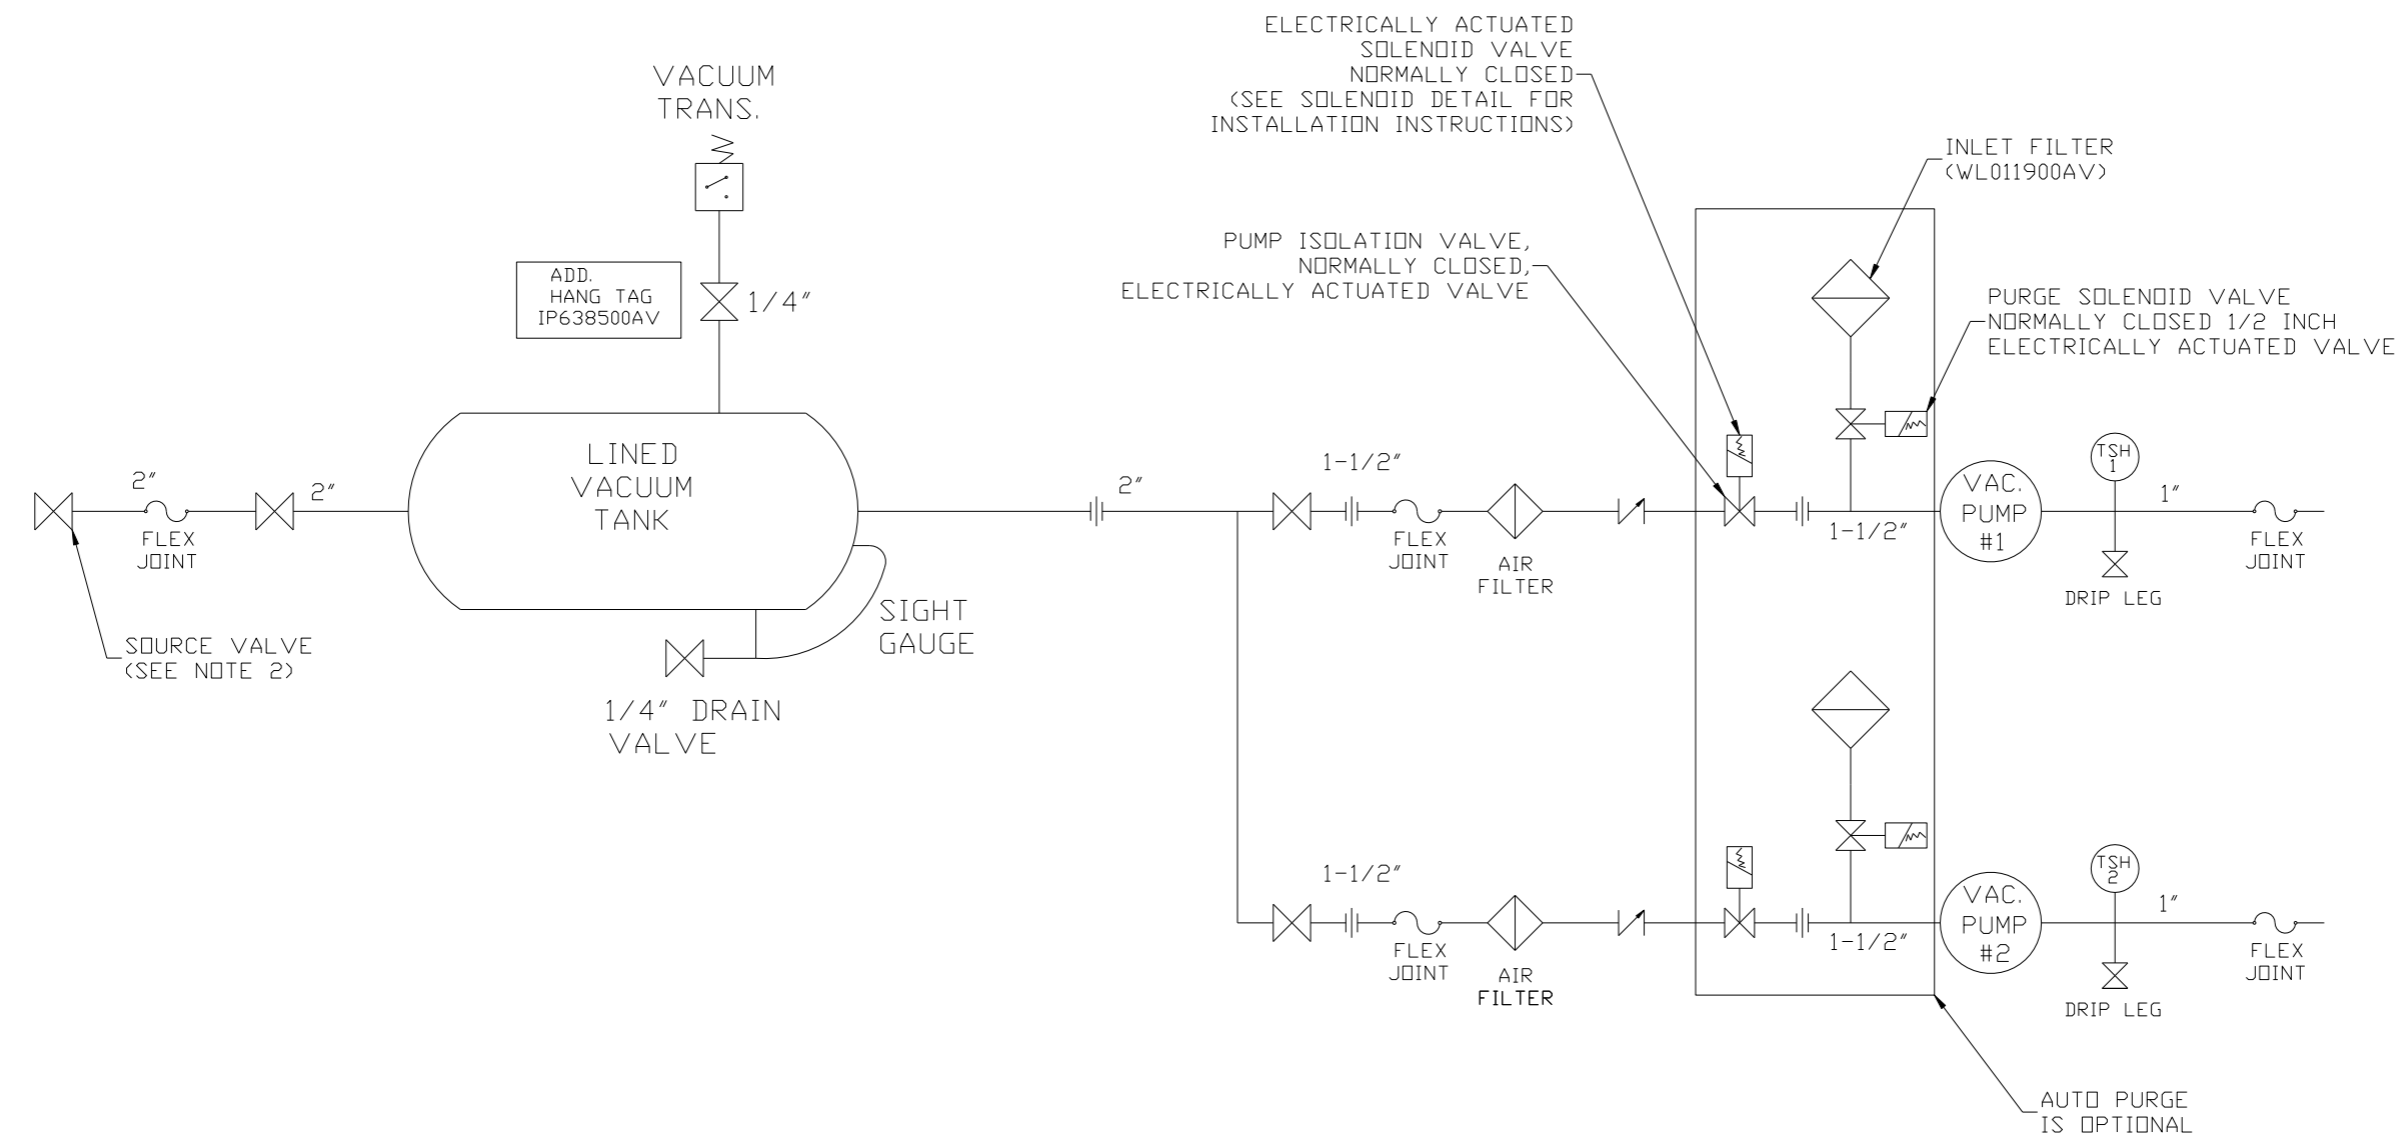 ELECTRICALLY ACTUATED
SOLENOID VALVE
NORMALLY CLOSED
(SEE SOLENOID DETAIL FOR
INSTALLATION INSTRUCTIONS)
VACUUM
TRANS.
INLET FILTER
(WL011900AV)
PUMP ISOLATION VALVE,
NORMALLY CLOSED,
ELECTRICALLY ACTUATED VALVE
ADD.
HANG TAG
IP638500AV
1/4"
PURGE SOLENOID VALVE
NORMALLY CLOSED 1/2 INCH
ELECTRICALLY ACTUATED VALVE
LINED
VACUUM
TANK
2"
FLEX
JOINT
2"
2"
1-1/2"
FLEX
JOINT
AIR
FILTER
1-1/2"
VAC.
PUMP
#1
TSH
1
1"
DRIP LEG
FLEX
JOINT
SOURCE VALVE
(SEE NOTE 2)
SIGHT
GAUGE
1/4" DRAIN
VALVE
1-1/2"
FLEX
JOINT
AIR
FILTER
1-1/2"
VAC.
PUMP
#2
TSH
2
1"
DRIP LEG
FLEX
JOINT
AUTO PURGE
IS OPTIONAL